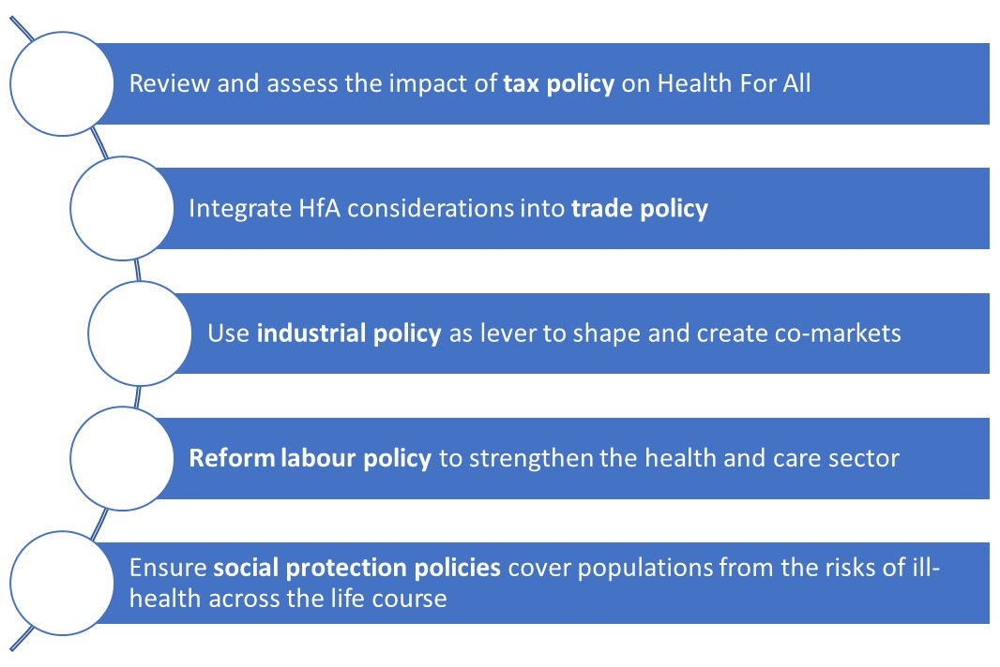 Review and assess the impact of tax policy on Health For All
Integrate HfA considerations into trade policy
Use industrial policy as lever to shape and create co-markets
Reform labour policy to strengthen the health and care sector
Ensure social protection policies cover populations from the risks of ill-
health across the life course